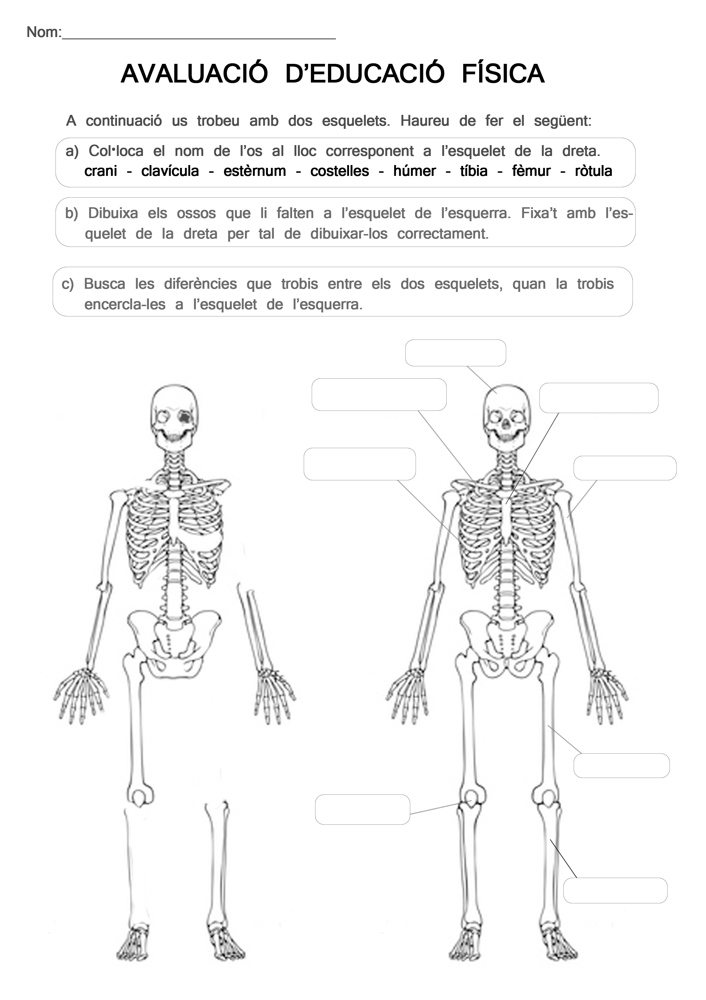 Nom:
AVALUACIÓ D’EDUCACIÓ FÍSICA
A continuació us trobeu amb dos esquelets. Haureu de fer el següent:
a) Col•loca el nom de l’os al lloc corresponent a l’esquelet de la dreta.
crani - clavícula - estèrnum - costelles - húmer - tíbia - fèmur - ròtula
b) Dibuixa els ossos que li falten a l’esquelet de l’esquerra. Fixa’t amb l’es-
quelet de la dreta per tal de dibuixar-los correctament.
c) Busca les diferències que trobis entre els dos esquelets, quan la trobis
encercla-les a l’esquelet de l’esquerra.